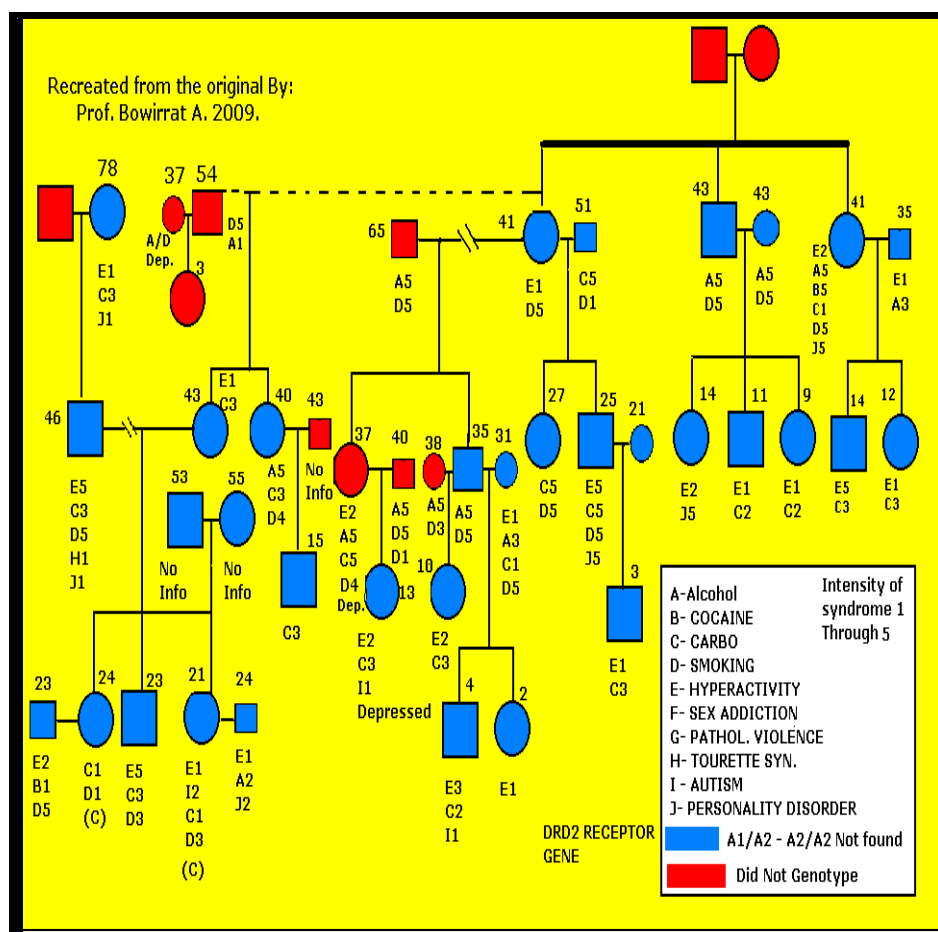 Recreated from the original By:
Prof. Bowirrat A. 2009.
78
37
54
A/D
Dep.
D5
A1
3
E1
C3
J1
65
A5
D5
41
E1
D5
51
C5
D1
43
A5
D5
43
A5
D5
41
E2
A5
B5
C1
D5
J5
35
E1
A3
46
E5
C3
D5
H1
J1
43
E1
C3
40
A5
C3
D4
43
No
Info
37
E2
A5
C5
D4
Dep.
40
A5
D5
D1
38
A5
D3
35
A5
D5
31
E1
A3
C1
D5
27
C5
D5
25
E5
C5
D5
J5
21
14
E2
J5
11
E1
C2
9
E1
C2
14
E5
C3
12
E1
C3
53
No
Info
55
No
Info
15
C3
13
E2
C3
I1
Depressed
10
E2
C3
3
E1
C3
23
E2
B1
D5
24
C1
D1
(C)
23
E5
C3
D3
21
E1
I2
C1
D3
(C)
24
E1
A2
J2
4
E3
C2
I1
2
E1
DRD2 RECEPTOR
GENE
A-Alcohol
B- COCAINE
C- CARBO
D- SMOKING
E- HYPERACTIVITY
F- SEX ADDICTION
G- PATHOL. VIOLENCE
H- TOURETTE SYN.
I - AUTISM
J- PERSONALITY DISORDER
Intensity of
syndrome 1
Through 5
A1/A2 - A2/A2 Not found
Did Not Genotype